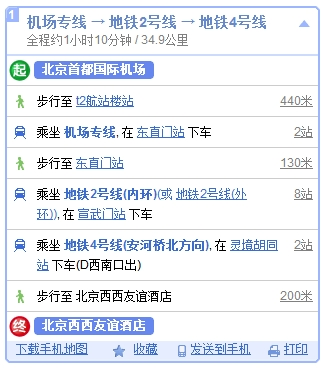 1
机场专线 → 地铁2号线 → 地铁4号线
全程约1小时10分钟 / 34.9公里
起 北京首都国际机场
步行至 t2航站楼站 440米
乘坐 机场专线, 在 东直门站 下车 2站
步行至 东直门站 130米
乘坐 地铁2号线(内环)(或 地铁2号线(外
环)), 在 宣武门站 下车 8站
乘坐 地铁4号线(安河桥北方向), 在 灵境胡同
站 下车(D西南口出) 2站
步行至 北京西西友谊酒店 200米
终 北京西西友谊酒店
下载手机地图 收藏 发送到手机 打印